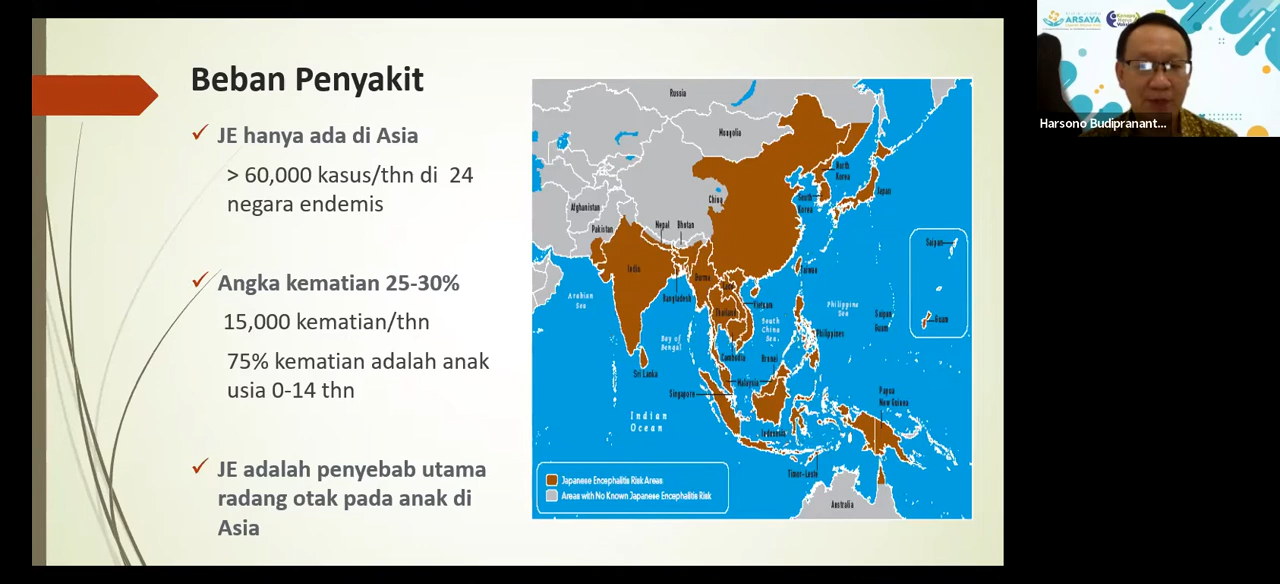 Beban Penyakit
JE hanya ada di Asia
> 60,000 kasus/thn di 24
negara endemis
Angka kematian 25-30%
15,000 kematian/thn
75% kematian adalah anak
usia 0-14 thn
JE adalah penyebab utama
radang otak pada anak di
Asia
Russia
Mongolia
North
Korea
South
Korea
Japan
China
Afghanistan
Pakistan
Nepal
Bhutan
India
Burma
Bangladesh
Taiwan
Arabian
Sea
Bay of
Bengal
Thailand
Vietnam
South
China
Sea
Philippine
Sea
Saipan
Guam
Saipan
Guam
Philippines
Cambodia
Brunei
Sri Lanka
Malaysia
Singapore
Papua
New Guinea
Indian
Ocean
Indonesia
Timor-Leste
Australia
Japanese Encephalitis Risk Areas
Areas with No Known Japanese Encephalitis Risk
ARSAYA
Harsono Budipranant...